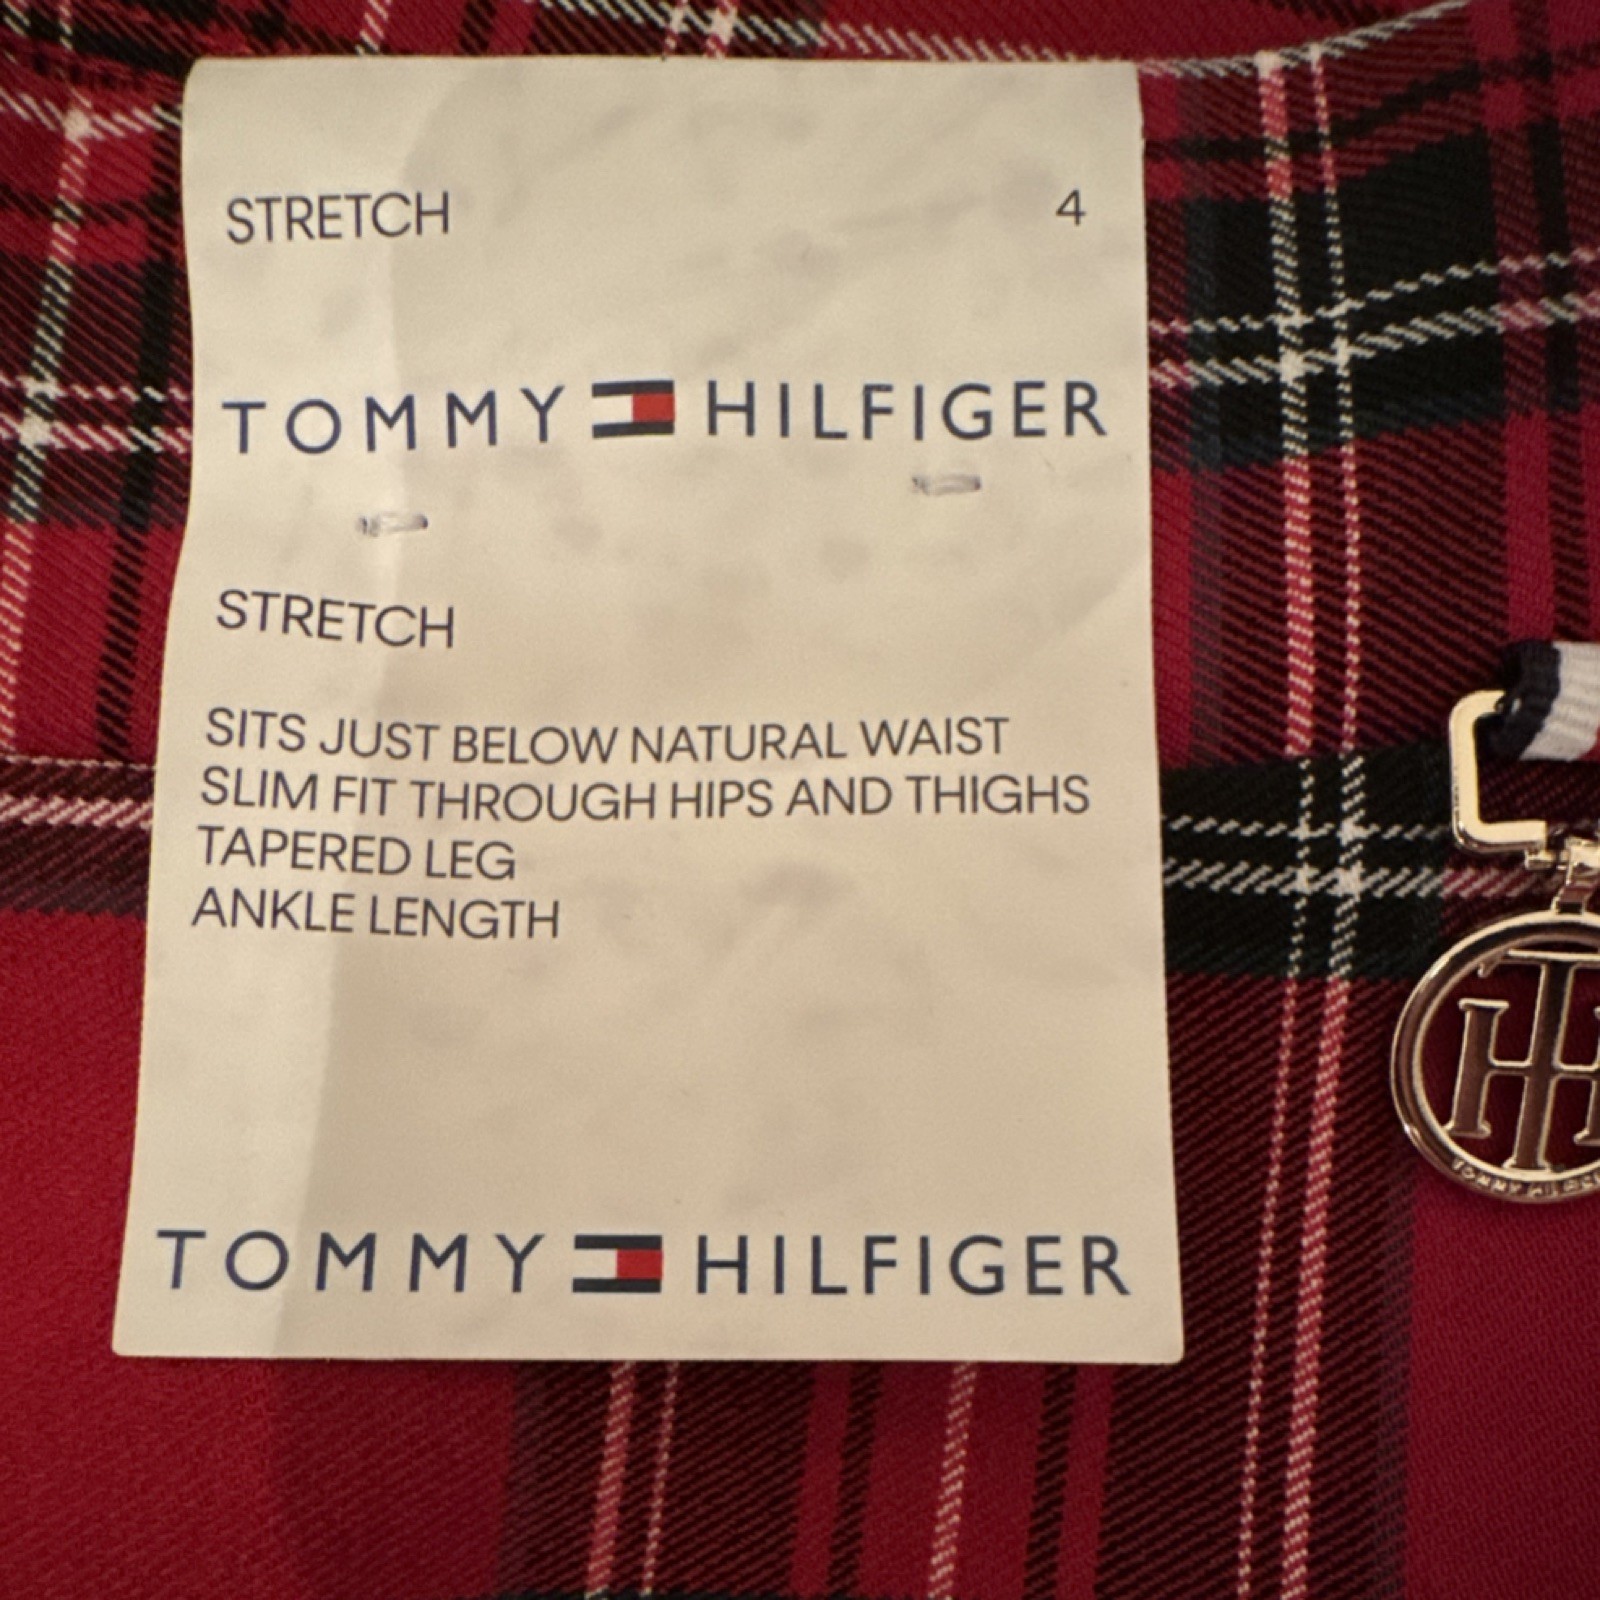 STRETCH 4
TOMMY HILFIGER
STRETCH
SITS JUST BELOW NATURAL WAIST
SLIM FIT THROUGH HIPS AND THIGHS
TAPERED LEG
ANKLE LENGTH
TOMMY HILFIGER
TH
TOMMY